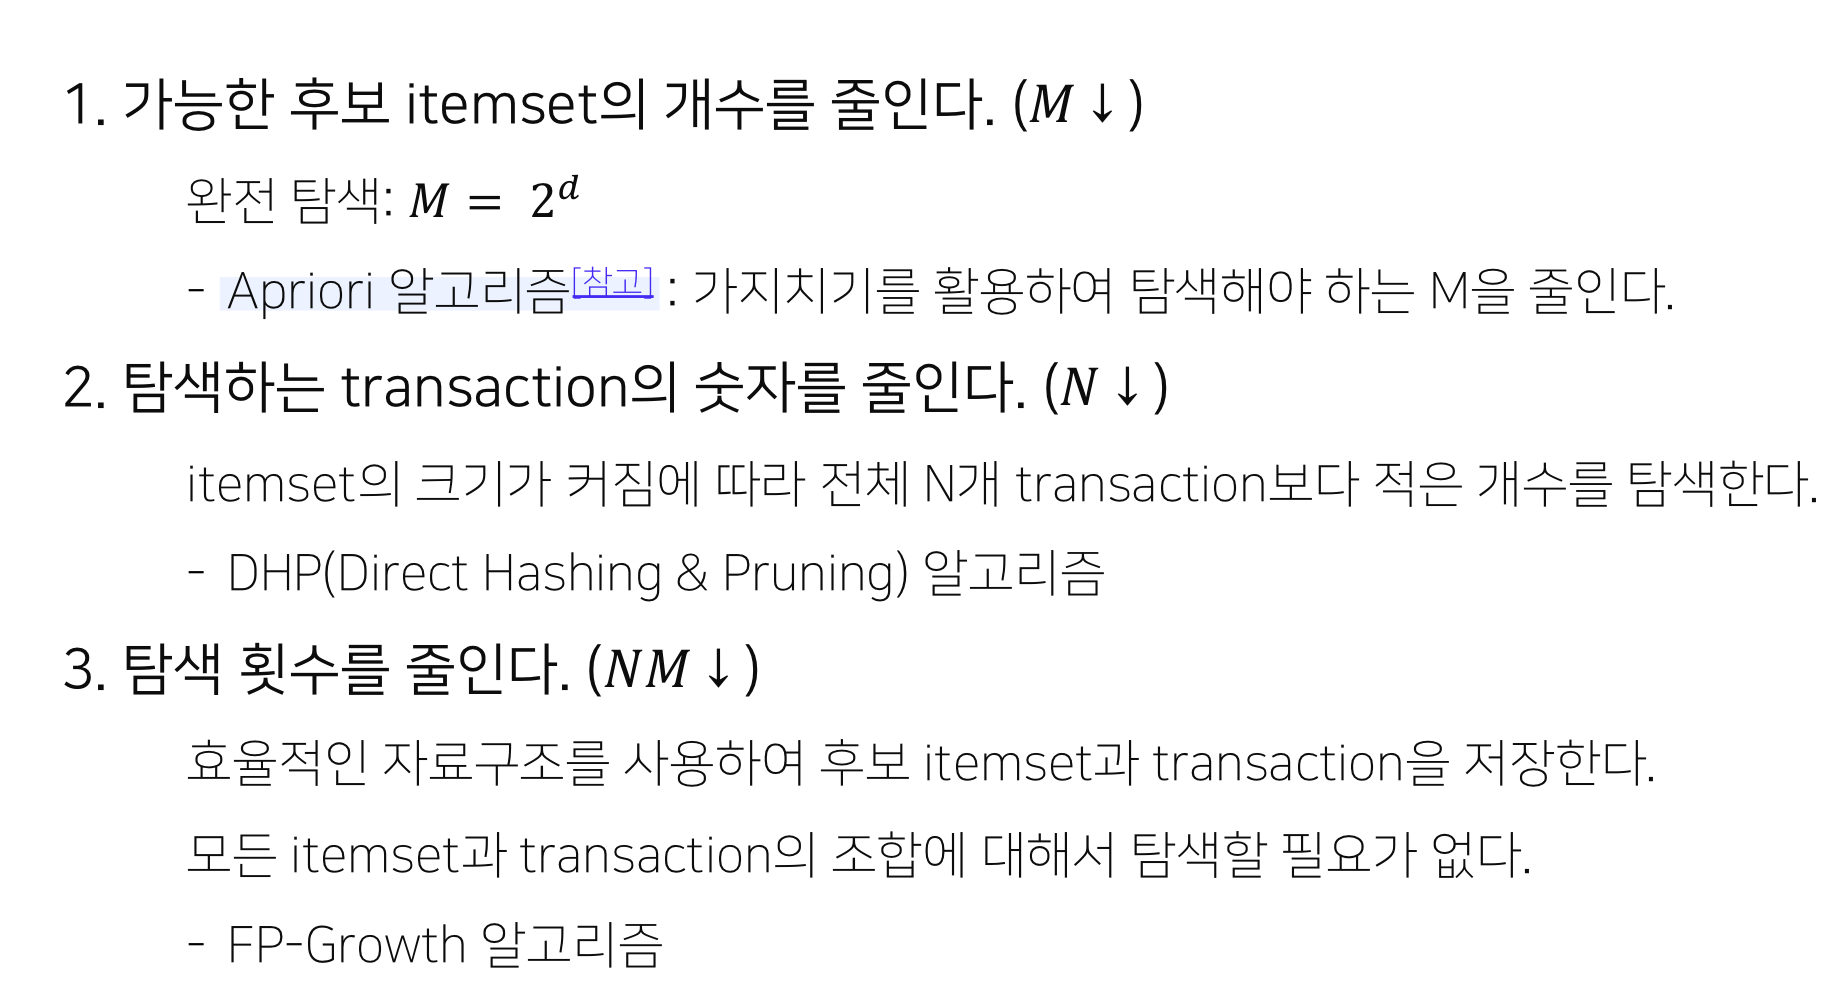 1. 가능한 후보 itemset의 개수를 줄인다. (M ↓)
완전 탐색: M = 2^d
- Apriori 알고리즘[참고] : 가지치기를 활용하여 탐색해야 하는 M을 줄인다.
2. 탐색하는 transaction의 숫자를 줄인다. (N ↓)
itemset의 크기가 커짐에 따라 전체 N개 transaction보다 적은 개수를 탐색한다.
- DHP(Direct Hashing & Pruning) 알고리즘
3. 탐색 횟수를 줄인다. (NM ↓)
효율적인 자료구조를 사용하여 후보 itemset과 transaction을 저장한다.
모든 itemset과 transaction의 조합에 대해서 탐색할 필요가 없다.
- FP-Growth 알고리즘